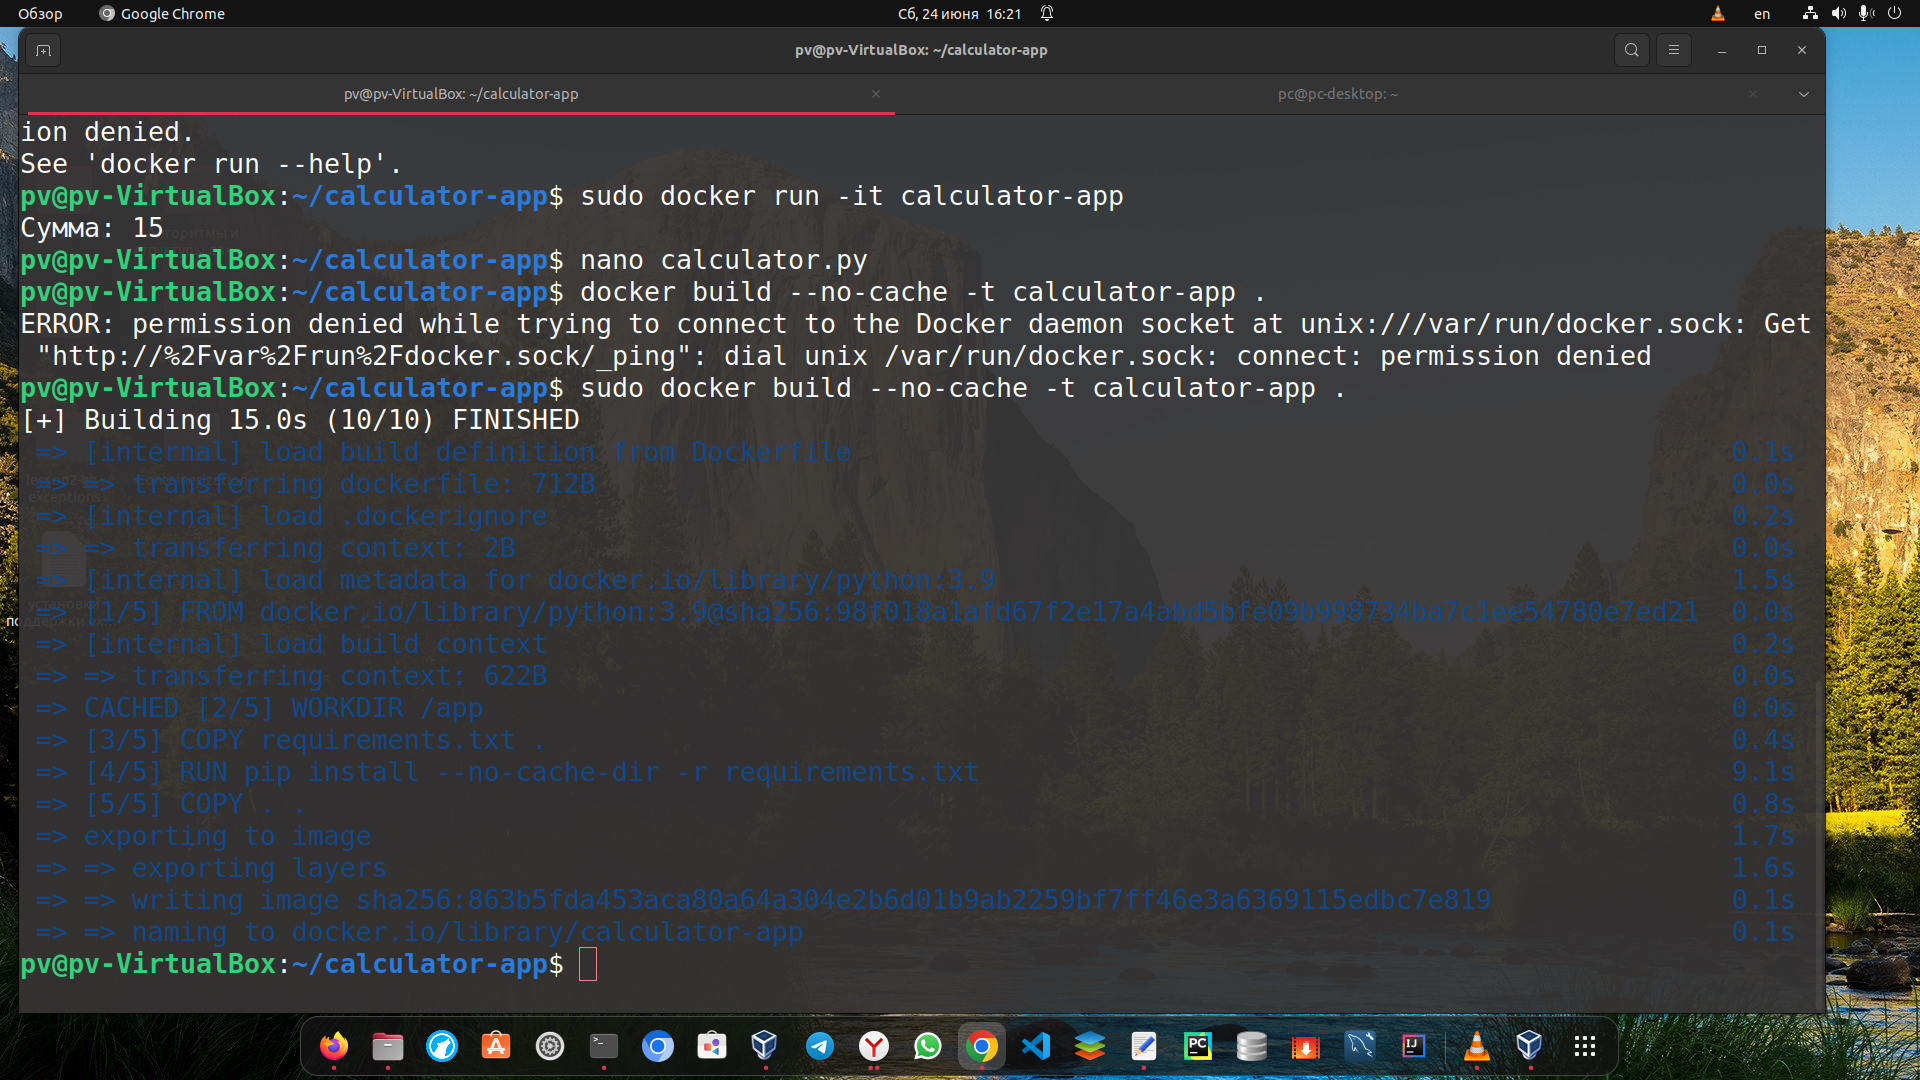 Обзор
Google Chrome
Сб, 24 июня 16:21
en
pv@pv-VirtualBox: ~/calculator-app
pv@pv-VirtualBox: ~/calculator-app
pc@pc-desktop: ~
ion denied.
See 'docker run --help'.
pv@pv-VirtualBox:~/calculator-app$ sudo docker run -it calculator-app
Сумма: 15
pv@pv-VirtualBox:~/calculator-app$ nano calculator.py
pv@pv-VirtualBox:~/calculator-app$ docker build --no-cache -t calculator-app .
ERROR: permission denied while trying to connect to the Docker daemon socket at unix:///var/run/docker.sock: Get
"http://%2Fvar%2Frun%2Fdocker.sock/_ping": dial unix /var/run/docker.sock: connect: permission denied
pv@pv-VirtualBox:~/calculator-app$ sudo docker build --no-cache -t calculator-app .
[+] Building 15.0s (10/10) FINISHED
=> [internal] load build definition from Dockerfile 0.1s
=> => transferring dockerfile: 712B 0.0s
=> [internal] load .dockerignore 0.2s
=> => transferring context: 2B 0.0s
=> [internal] load metadata for docker.io/library/python:3.9 1.5s
=> [1/5] FROM docker.io/library/python:3.9@sha256:98f018a1afd67f2e17a4abd5bfe09b998734ba7c1ee54780e7ed21 0.0s
=> [internal] load build context 0.2s
=> => transferring context: 622B 0.0s
=> CACHED [2/5] WORKDIR /app 0.0s
=> [3/5] COPY requirements.txt . 0.4s
=> [4/5] RUN pip install --no-cache-dir -r requirements.txt 9.1s
=> [5/5] COPY . . 0.8s
=> exporting to image 1.7s
=> => exporting layers 1.6s
=> => writing image sha256:863b5fda453aca80a64a304e2b6d01b9ab2259bf7ff46e3a6369115edbc7e819 0.1s
=> => naming to docker.io/library/calculator-app 0.1s
pv@pv-VirtualBox:~/calculator-app$